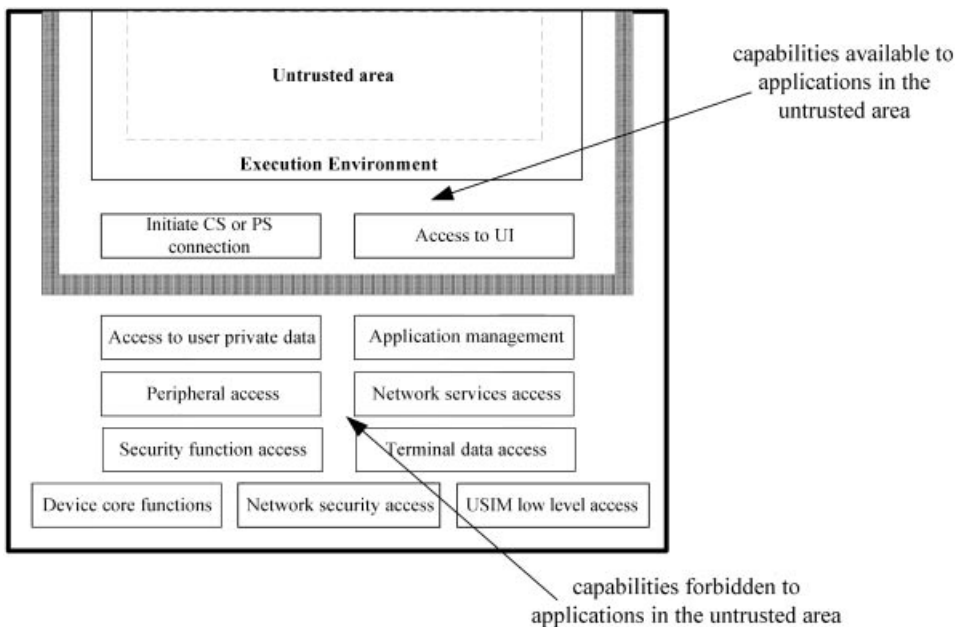 capabilities available to
applications in the
untrusted area
Untrusted area
Execution Environment
Initiate CS or PS
connection
Access to UI
Access to user private data
Application management
Peripheral access
Network services access
Security function access
Terminal data access
Device core functions
Network security access
USIM low level access
capabilities forbidden to
applications in the untrusted area